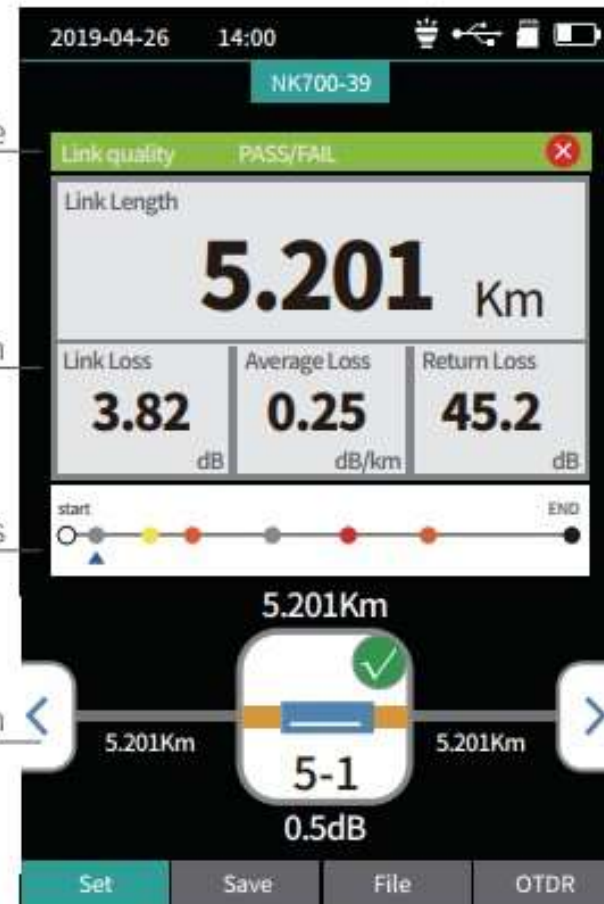 2019-04-26 14:00
NK700-39
Link quality PASS/FAIL
Link Length
5.201 Km
Link Loss Average Loss Return Loss
3.82 0.25 45.2
dB dB/km dB
start END
5.201Km
5.201Km 5.201Km
5-1
0.5dB
Set Save File OTDR